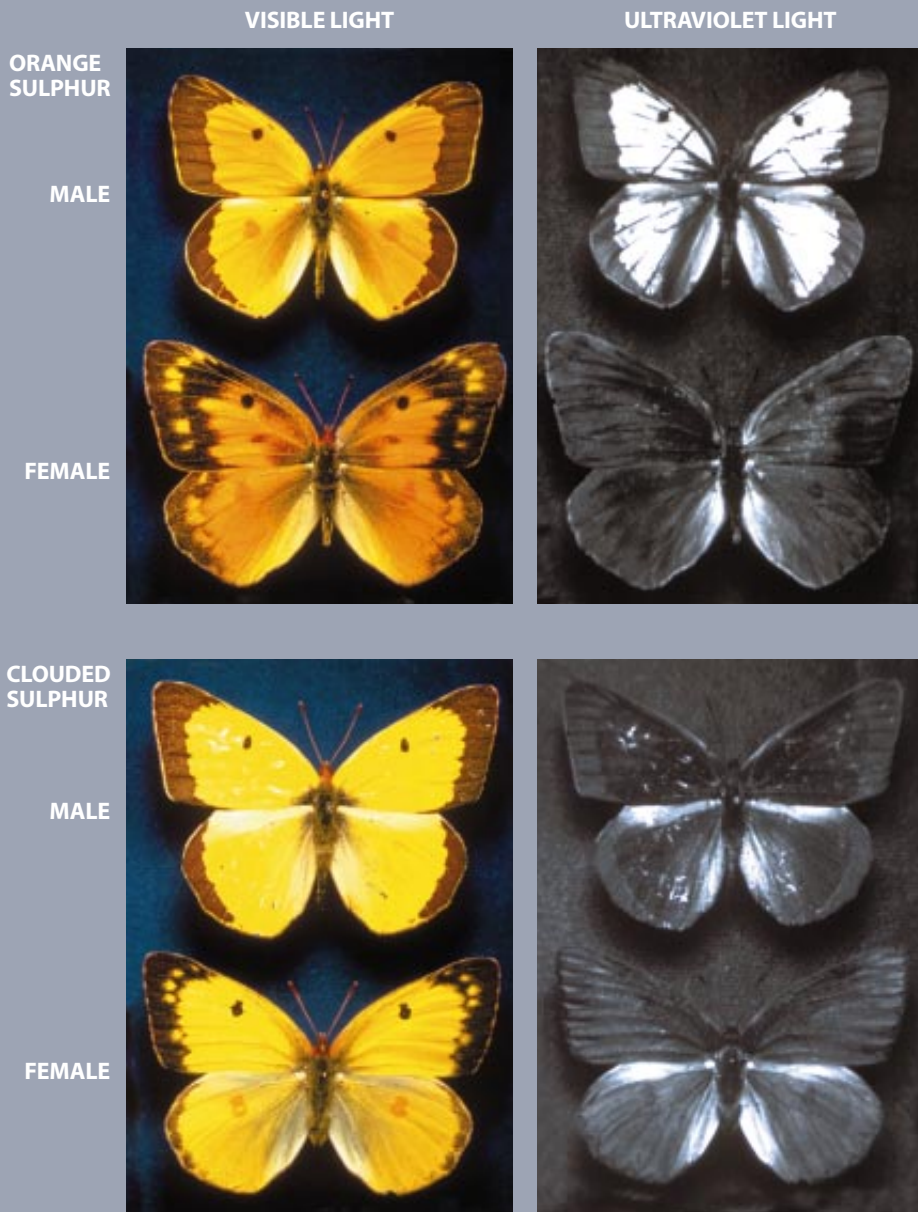 VISIBLE LIGHT
ULTRAVIOLET LIGHT
ORANGE
SULPHUR
MALE
FEMALE
CLOUDED
SULPHUR
MALE
FEMALE